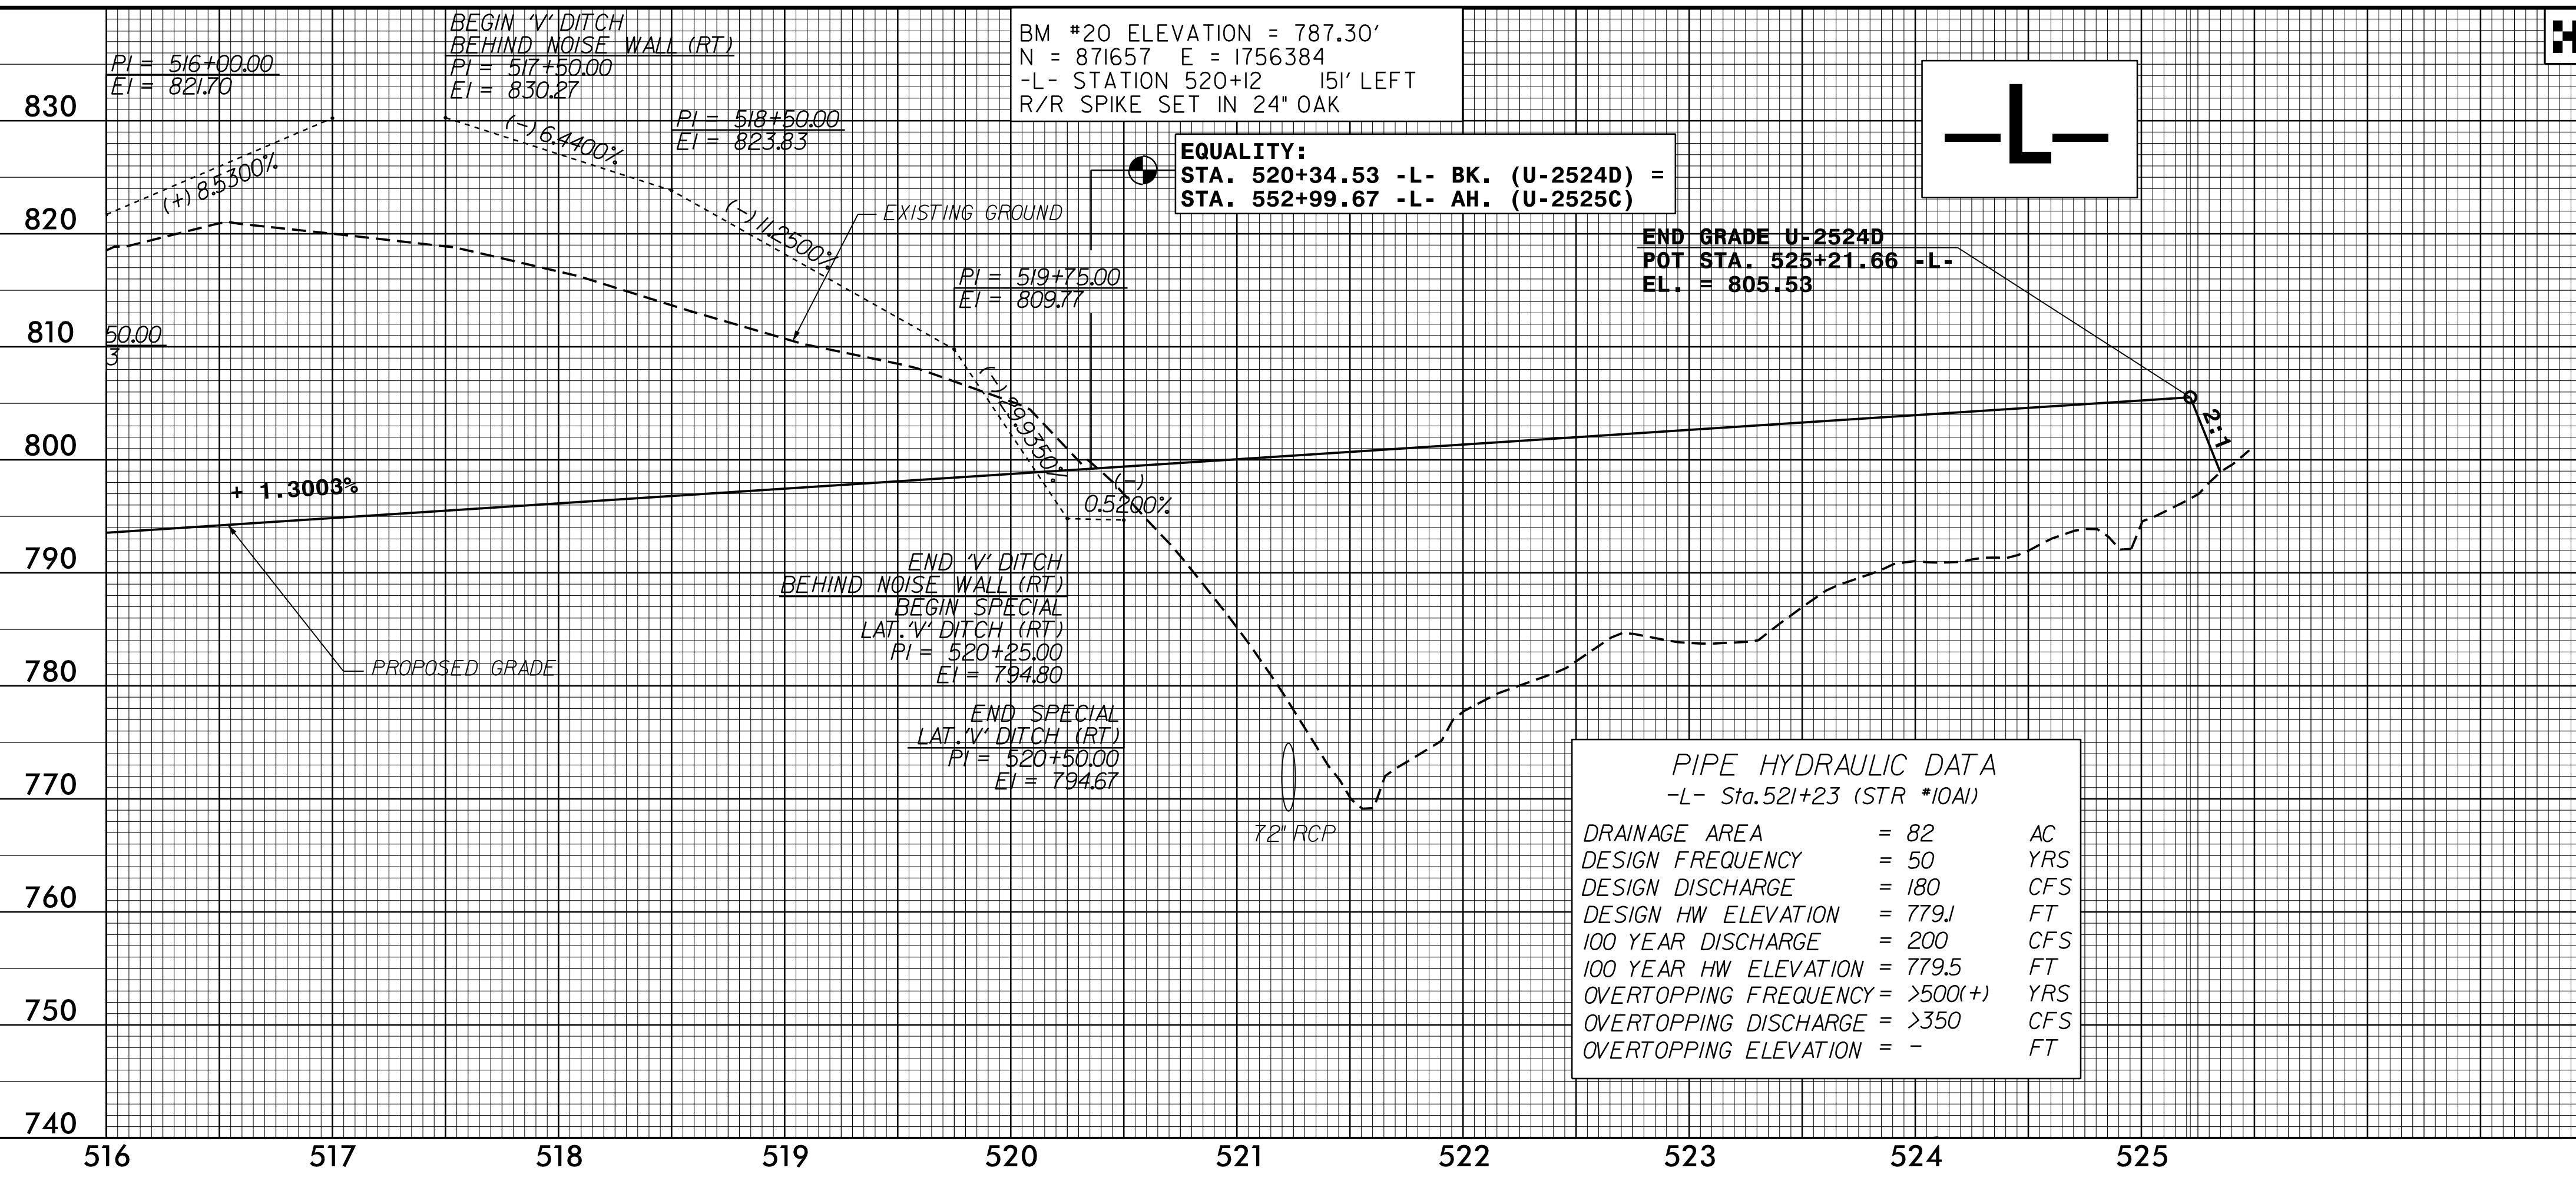 BEGIN 'V' DITCH
BEHIND NOISE WALL (RT)
PI = 517+50.00
EI = 830.27
PI = 516+00.00
EI = 821.70
BM #20 ELEVATION = 787.30'
N = 871657 E = 1756384
-L- STATION 520+12 151' LEFT
R/R SPIKE SET IN 24" OAK
-L-
PI = 518+50.00
EI = 823.83
EQUALITY:
STA. 520+34.53 -L- BK. (U-2524D) =
STA. 552+99.67 -L- AH. (U-2525C)
(+) 8.5300%
(-) 6.4400%
(-) 11.2500%
EXISTING GROUND
END GRADE U-2524D
POT STA. 525+21.66 -L-
EL. = 805.53
PI = 519+75.00
EI = 809.77
50.00
3
(-) 29.9350%
2:1
+ 1.3003%
(-)
0.5200%
PROPOSED GRADE
END 'V' DITCH
BEHIND NOISE WALL (RT)
BEGIN SPECIAL
LAT. 'V' DITCH (RT)
PI = 520+25.00
EI = 794.80
END SPECIAL
LAT. 'V' DITCH (RT)
PI = 520+50.00
EI = 794.67
72" RCP
PIPE HYDRAULIC DATA
-L- Sta. 521+23 (STR #10A1)
DRAINAGE AREA = 82 AC
DESIGN FREQUENCY = 50 YRS
DESIGN DISCHARGE = 180 CFS
DESIGN HW ELEVATION = 779.1 FT
100 YEAR DISCHARGE = 200 CFS
100 YEAR HW ELEVATION = 779.5 FT
OVERTOPPING FREQUENCY = >500(+) YRS
OVERTOPPING DISCHARGE = >350 CFS
OVERTOPPING ELEVATION = - FT
830
820
810
800
790
780
770
760
750
740
516 517 518 519 520 521 522 523 524 525